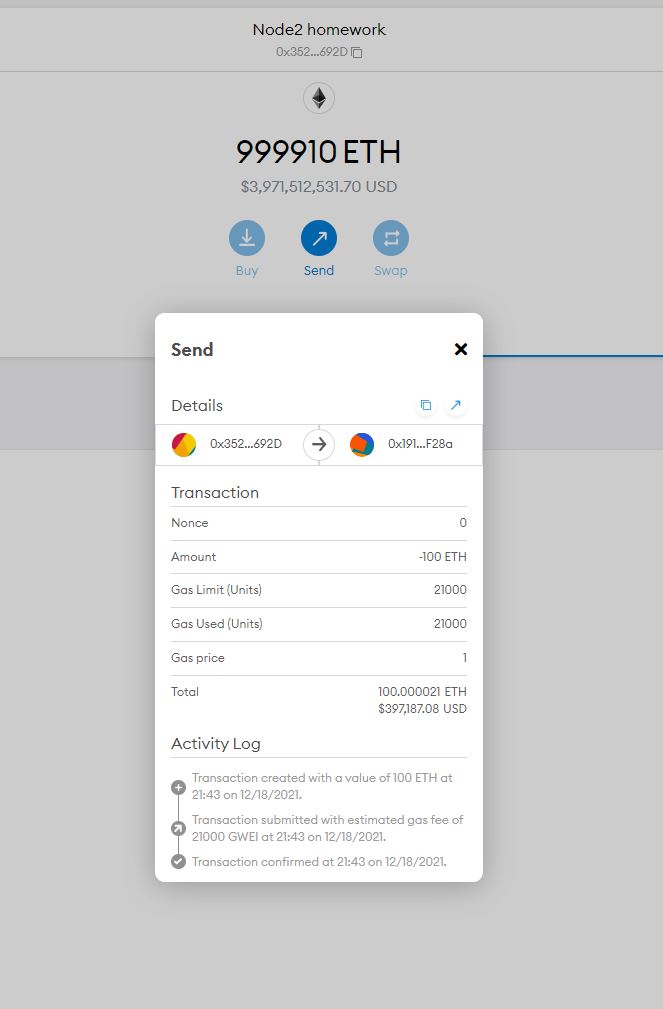 Node2 homework
0x352...692D
999910 ETH
$3,971,512,531.70 USD
Buy Send Swap
Send
Details
0x352...692D 0x191...F28a
Transaction
Nonce 0
Amount -100 ETH
Gas Limit (Units) 21000
Gas Used (Units) 21000
Gas price 1
Total 100.000021 ETH
$397,187.08 USD
Activity Log
Transaction created with a value of 100 ETH at
21:43 on 12/18/2021.
Transaction submitted with estimated gas fee of
21000 GWEI at 21:43 on 12/18/2021.
Transaction confirmed at 21:43 on 12/18/2021.